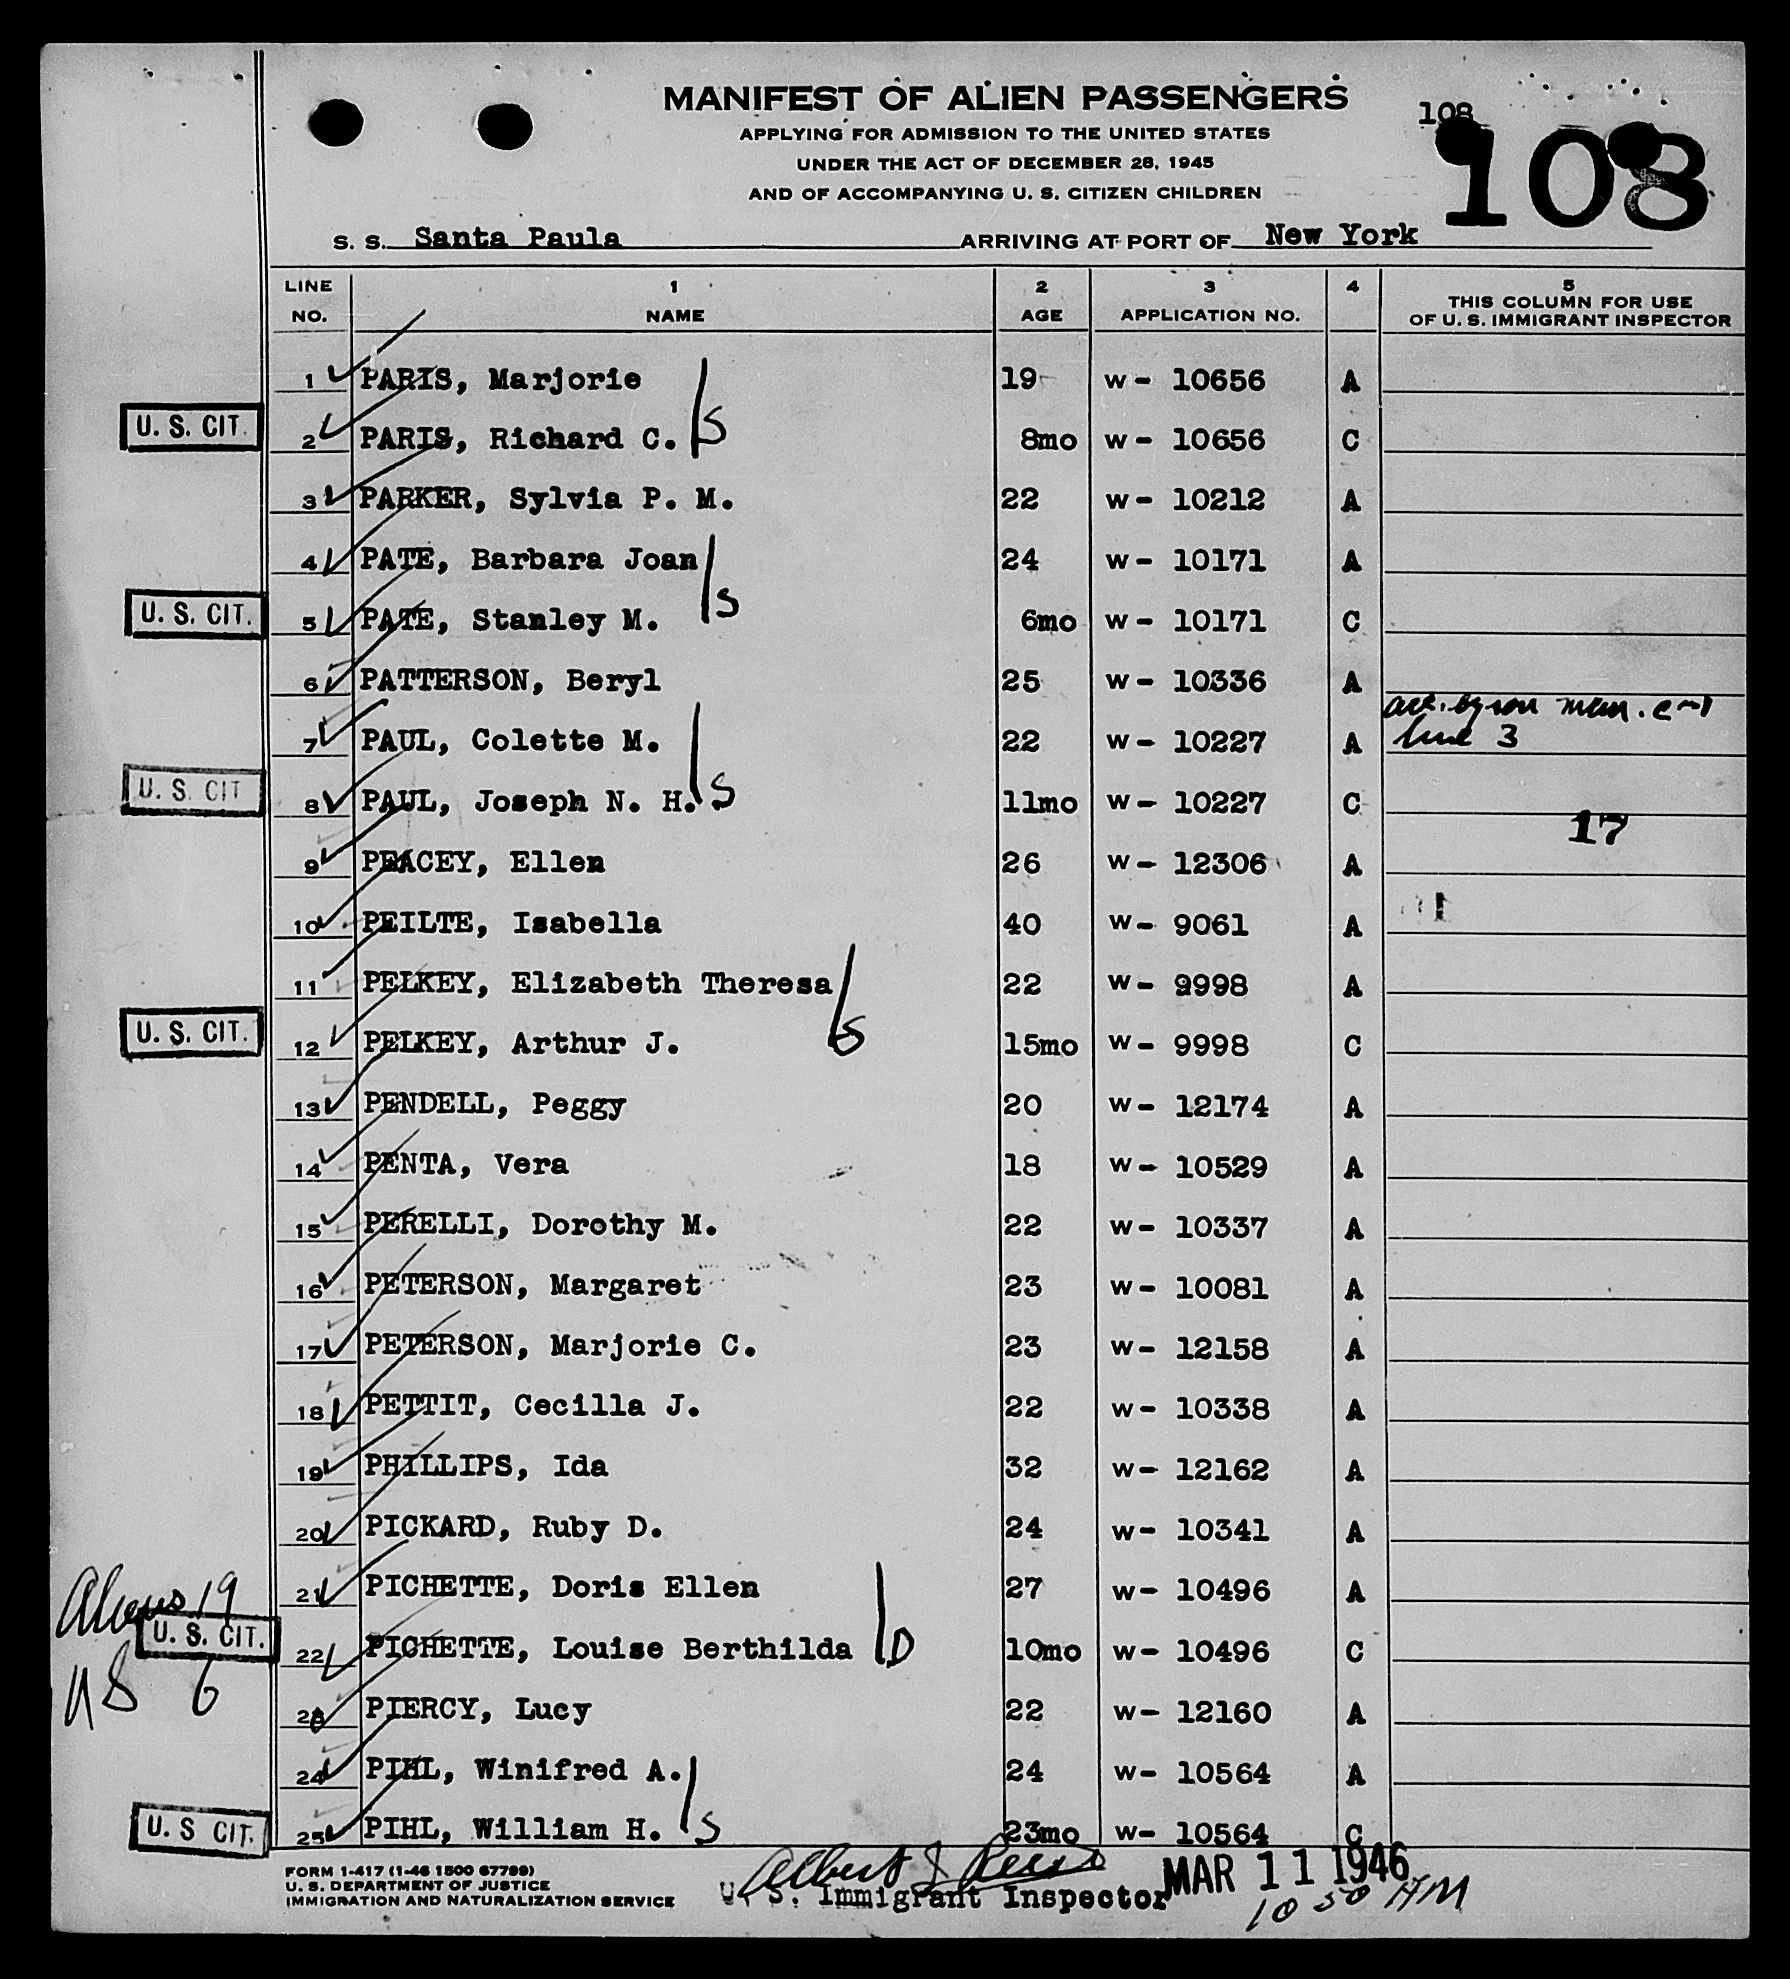 MANIFEST OF ALIEN PASSENGERS
APPLYING FOR ADMISSION TO THE UNITED STATES
UNDER THE ACT OF DECEMBER 28, 1945
AND OF ACCOMPANYING U. S. CITIZEN CHILDREN
108
108
S. S. Santa Paula ARRIVING AT PORT OF New York
LINE NO. 1 NAME 2 AGE 3 APPLICATION NO. 4 5 THIS COLUMN FOR USE OF U. S. IMMIGRANT INSPECTOR
1 PARIS, Marjorie 19 W- 10656 A
U. S. CIT. 2 PARIS, Richard C. S 8mo W- 10656 C
3 PARKER, Sylvia P. M. 22 W- 10212 A
4 PATE, Barbara Joan 24 W- 10171 A
U. S. CIT. 5 PATE, Stanley M. S 6mo W- 10171 C
6 PATTERSON, Beryl 25 W- 10336 A
7 PAUL, Colette M. 22 W- 10227 A line 3
U. S. CIT 8 PAUL, Joseph N. H. S 11mo W- 10227 C
17
9 PEACEY, Ellen 26 W- 12306 A
10 PEILTE, Isabella 40 W- 9061 A
11 PELKEY, Elizabeth Theresa 22 W- 9998 A
U. S. CIT. 12 PELKEY, Arthur J. S 15mo W- 9998 C
13 PENDELL, Peggy 20 W- 12174 A
14 PENTA, Vera 18 W- 10529 A
15 PERELLI, Dorothy M. 22 W- 10337 A
16 PETERSON, Margaret 23 W- 10081 A
17 PETERSON, Marjorie C. 23 W- 12158 A
18 PETTIT, Cecilla J. 22 W- 10338 A
19 PHILLIPS, Ida 32 W- 12162 A
20 PICKARD, Ruby D. 24 W- 10341 A
Aliens 19 21 PICHETTE, Doris Ellen 27 W- 10496 A
U. S. CIT. 22 PICHETTE, Louise Berthilda D 10mo W- 10496 C
US 6 23 PIERCY, Lucy 22 W- 12160 A
24 PIHL, Winifred A. 24 W- 10564 A
U. S CIT. 25 PIHL, William H. S 23mo W- 10564 C
FORM I-417 (1-46 1500 67799)
U. S. DEPARTMENT OF JUSTICE
IMMIGRATION AND NATURALIZATION SERVICE
Albert J
U. S. Immigrant Inspector
MAR 11 1946
10 50 AM